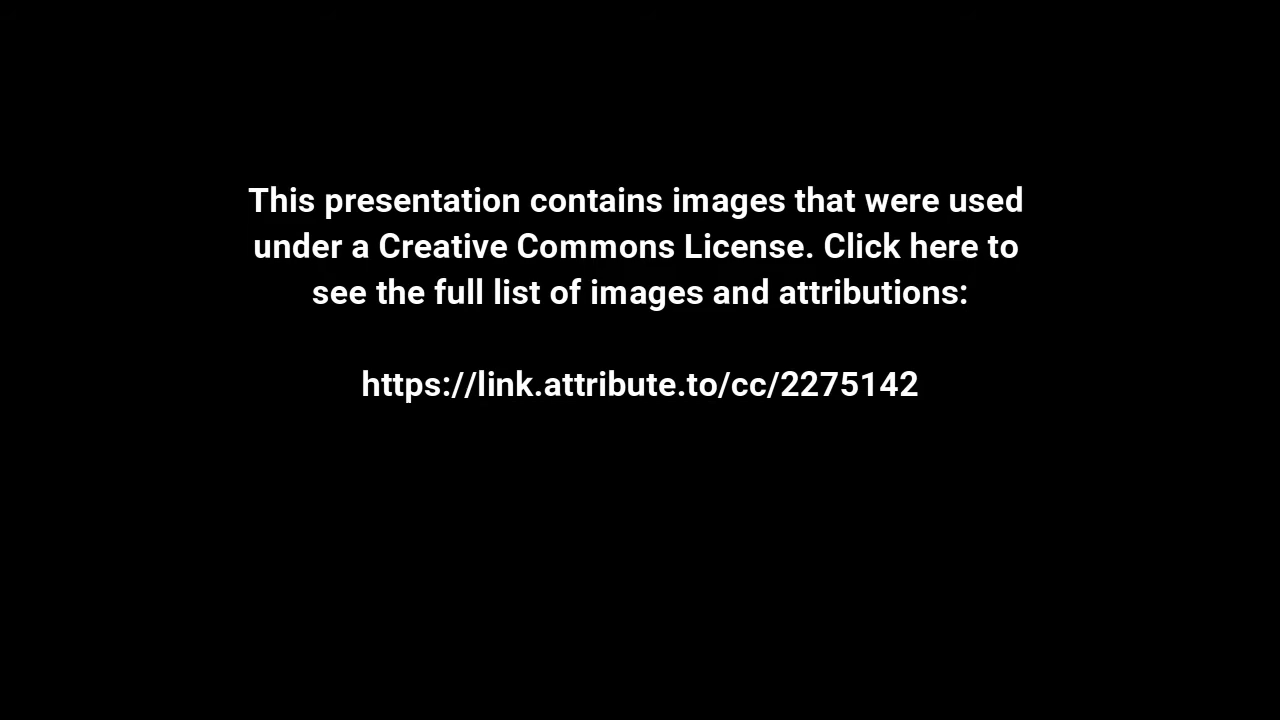 This presentation contains images that were used
under a Creative Commons License. Click here to
see the full list of images and attributions:
https://link.attribute.to/cc/2275142